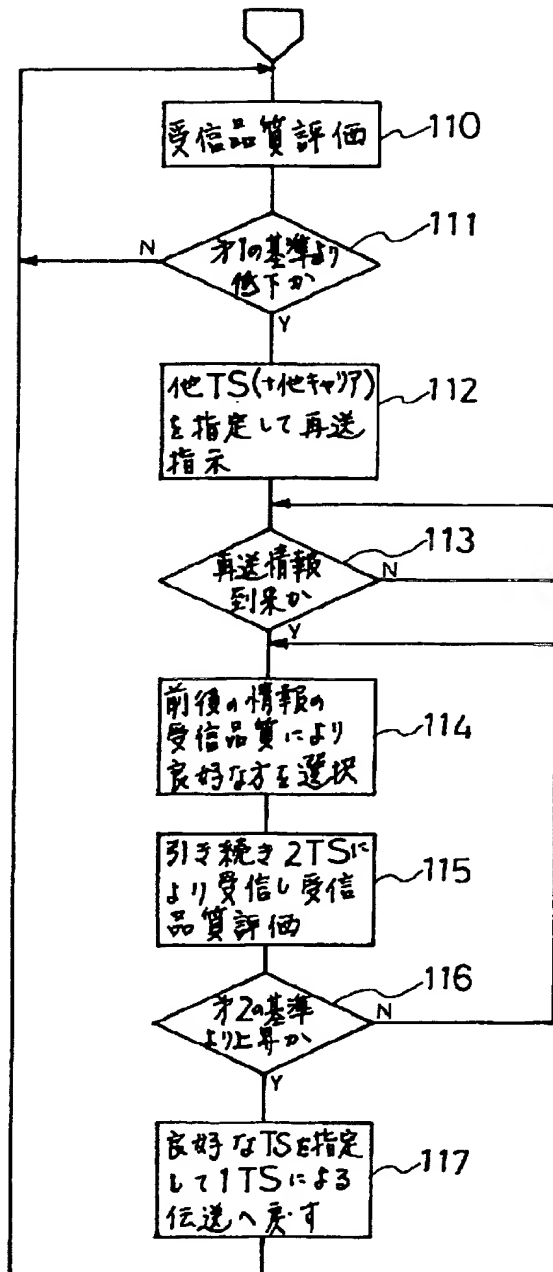 受信品質評価
110
111
N
才1の基準より
低下か
Y
他TS(+他キャリア)
を指定して再送
指示
112
113
再送情報
到来か
N
Y
前後の情報の
受信品質により
良好な方を選択
114
引き続き2TSに
より受信し受信
品質評価
115
116
才2の基準
より上昇か
N
Y
良好なTSを指定
して1TSによる
伝送へ戻す
117